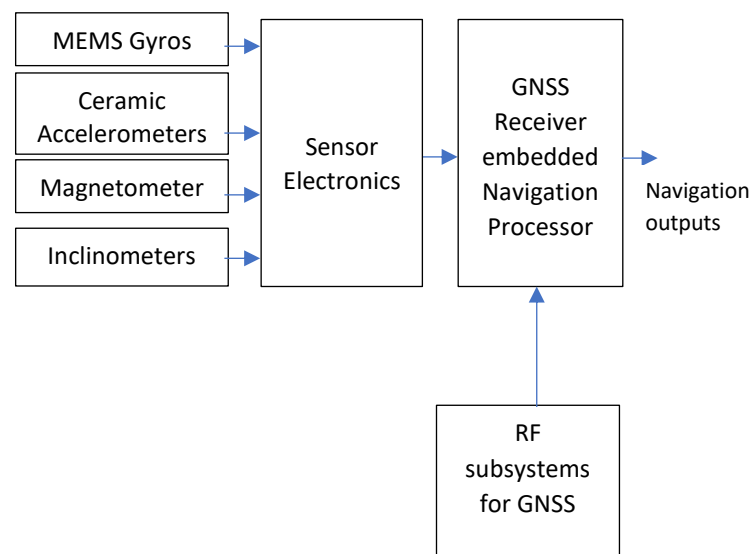 MEMS Gyros
Ceramic
Accelerometers
Magnetometer
Inclinometers
Sensor
Electronics
GNSS
Receiver
embedded
Navigation
Processor
Navigation
outputs
RF
subsystems
for GNSS